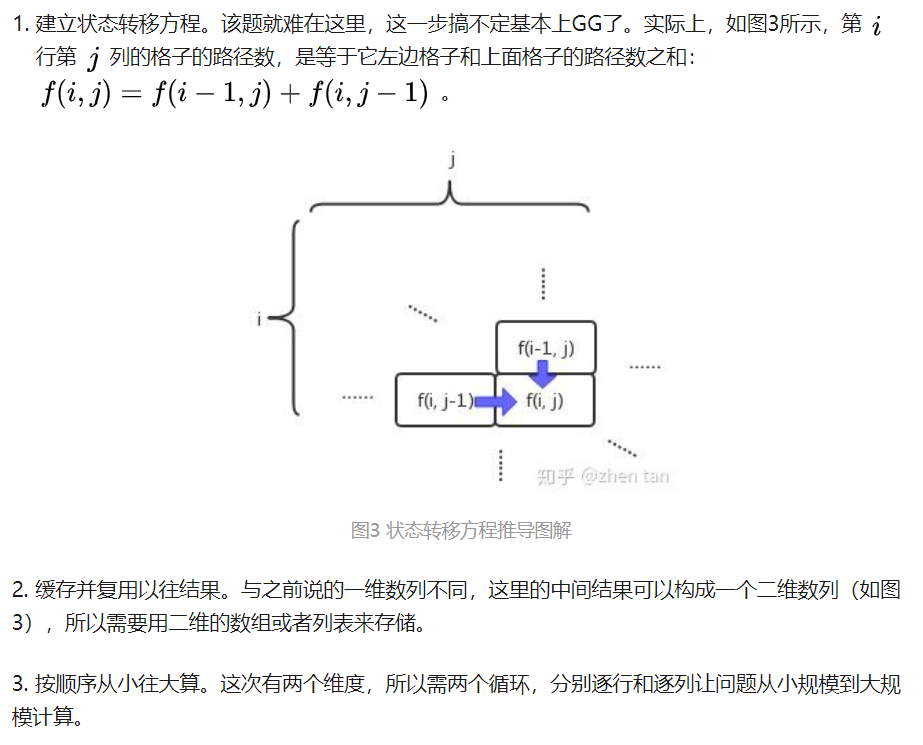 1. 建立状态转移方程。该题就难在这里，这一步搞不定基本上GG了。实际上，如图3所示，第 i
行第 j 列的格子的路径数，是等于它左边格子和上面格子的路径数之和：
f(i, j) = f(i − 1, j) + f(i, j − 1) 。
j
i
f(i-1, j)
......
...... f(i, j-1) f(i, j)
知乎 @zhen tan
图3 状态转移方程推导图解
2. 缓存并复用以往结果。与之前说的一维数列不同，这里的中间结果可以构成一个二维数列（如图
3），所以需要用二维的数组或者列表来存储。
3. 按顺序从小往大算。这次有两个维度，所以需两个循环，分别逐行和逐列让问题从小规模到大规
模计算。